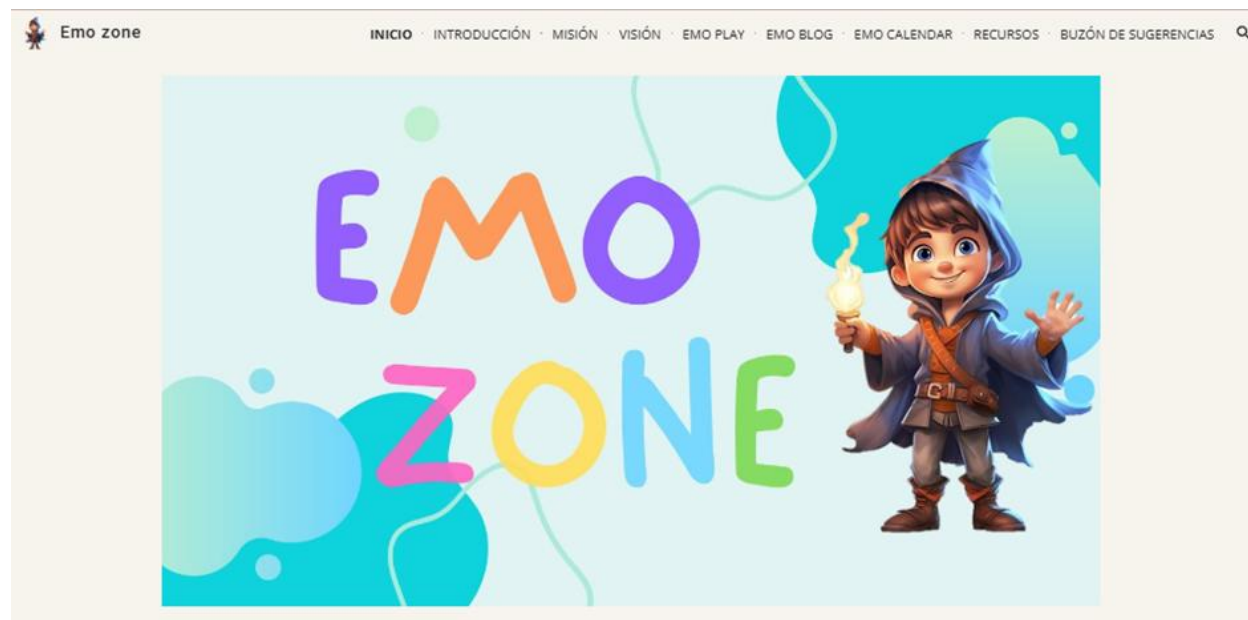 Emo zone
INICIO · INTRODUCCIÓN · MISIÓN · VISIÓN · EMO PLAY · EMO BLOG · EMO CALENDAR · RECURSOS · BUZÓN DE SUGERENCIAS
EMO
ZONE